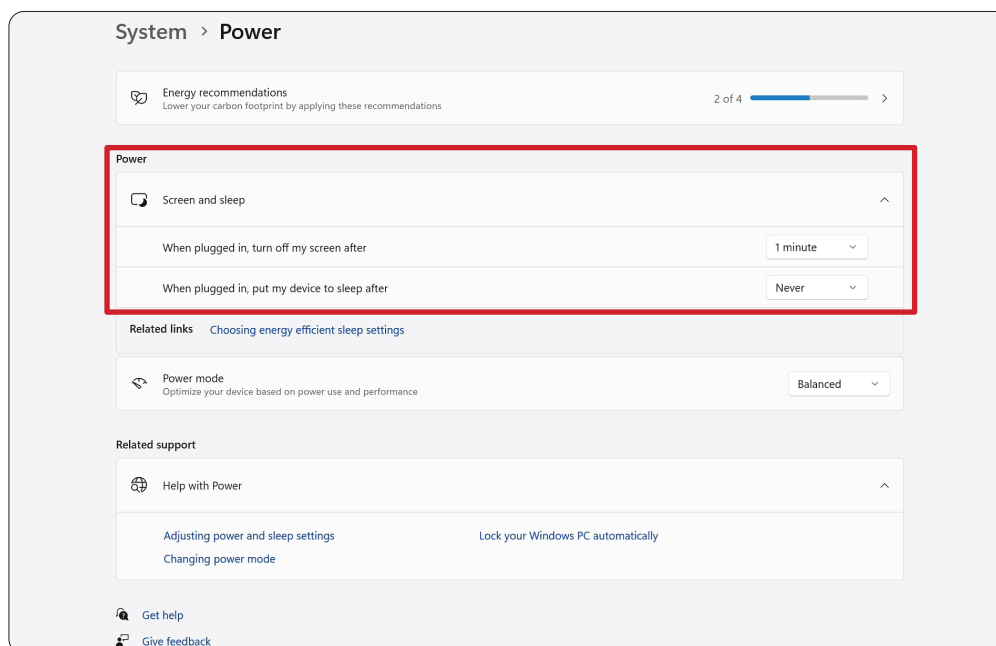 System > Power
Energy recommendations
Lower your carbon footprint by applying these recommendations
2 of 4
Power
Screen and sleep
When plugged in, turn off my screen after
1 minute
When plugged in, put my device to sleep after
Never
Related links Choosing energy efficient sleep settings
Power mode
Optimize your device based on power use and performance
Balanced
Related support
Help with Power
Adjusting power and sleep settings
Lock your Windows PC automatically
Changing power mode
Get help
Give feedback